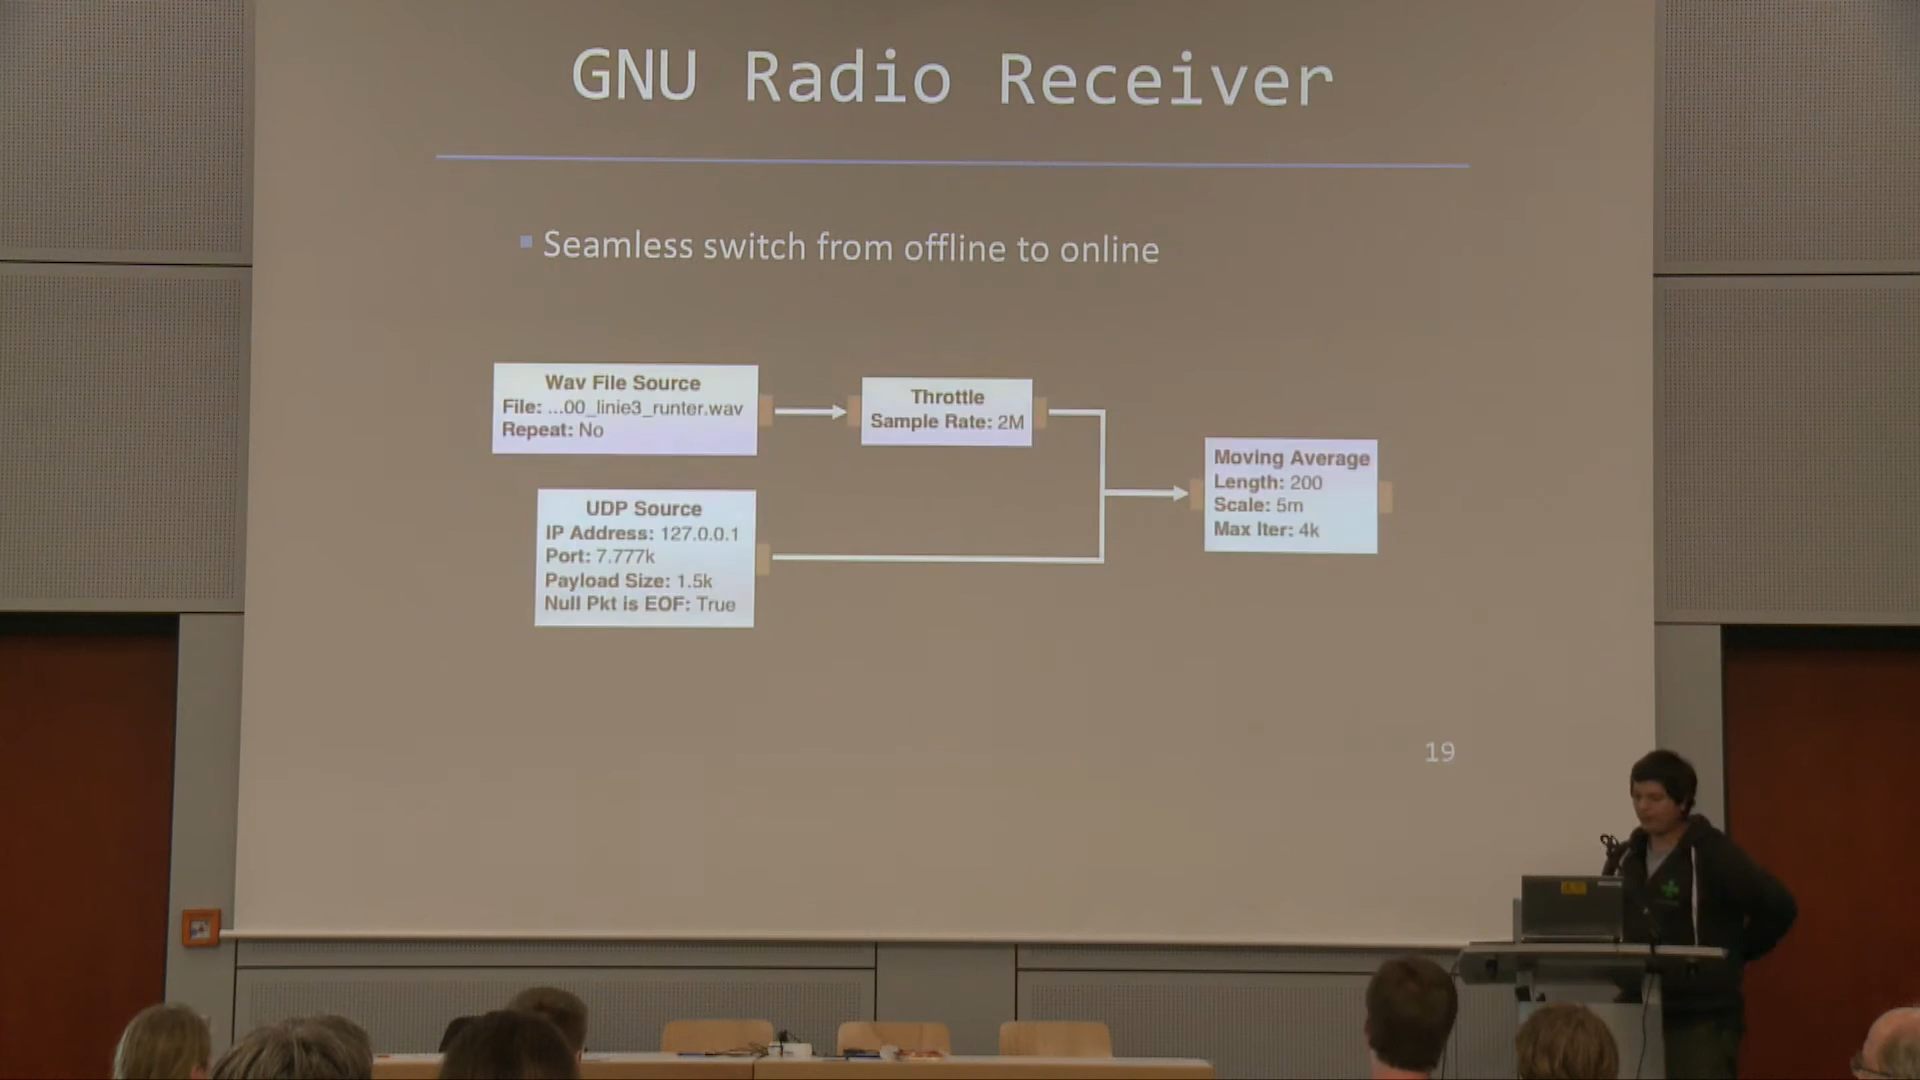 GNU Radio Receiver
Seamless switch from offline to online
Wav File Source
File: ...00_linie3_runter.wav
Repeat: No
Throttle
Sample Rate: 2M
UDP Source
IP Address: 127.0.0.1
Port: 7.777k
Payload Size: 1.5k
Null Pkt is EOF: True
Moving Average
Length: 200
Scale: 5m
Max Iter: 4k
19